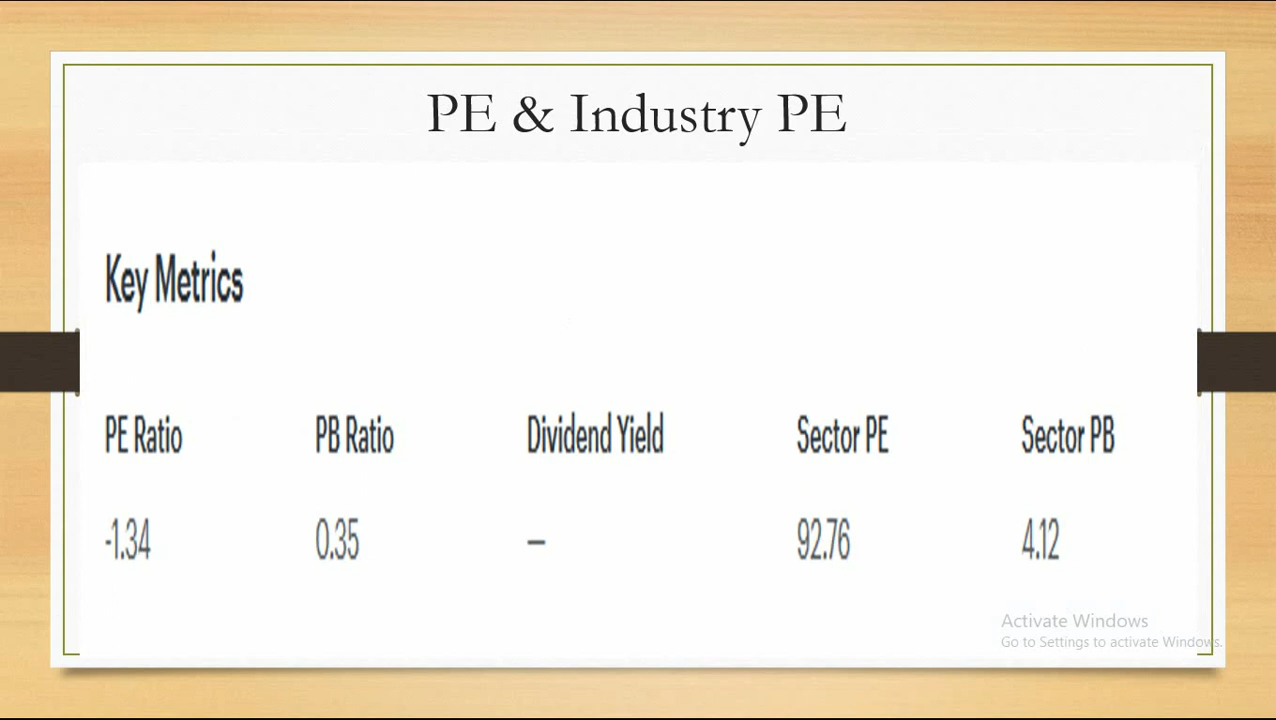 PE & Industry PE
Key Metrics
PE Ratio PB Ratio Dividend Yield Sector PE Sector PB
-1.34 0.35 — 92.76 4.12
Activate Windows
Go to Settings to activate Windows.